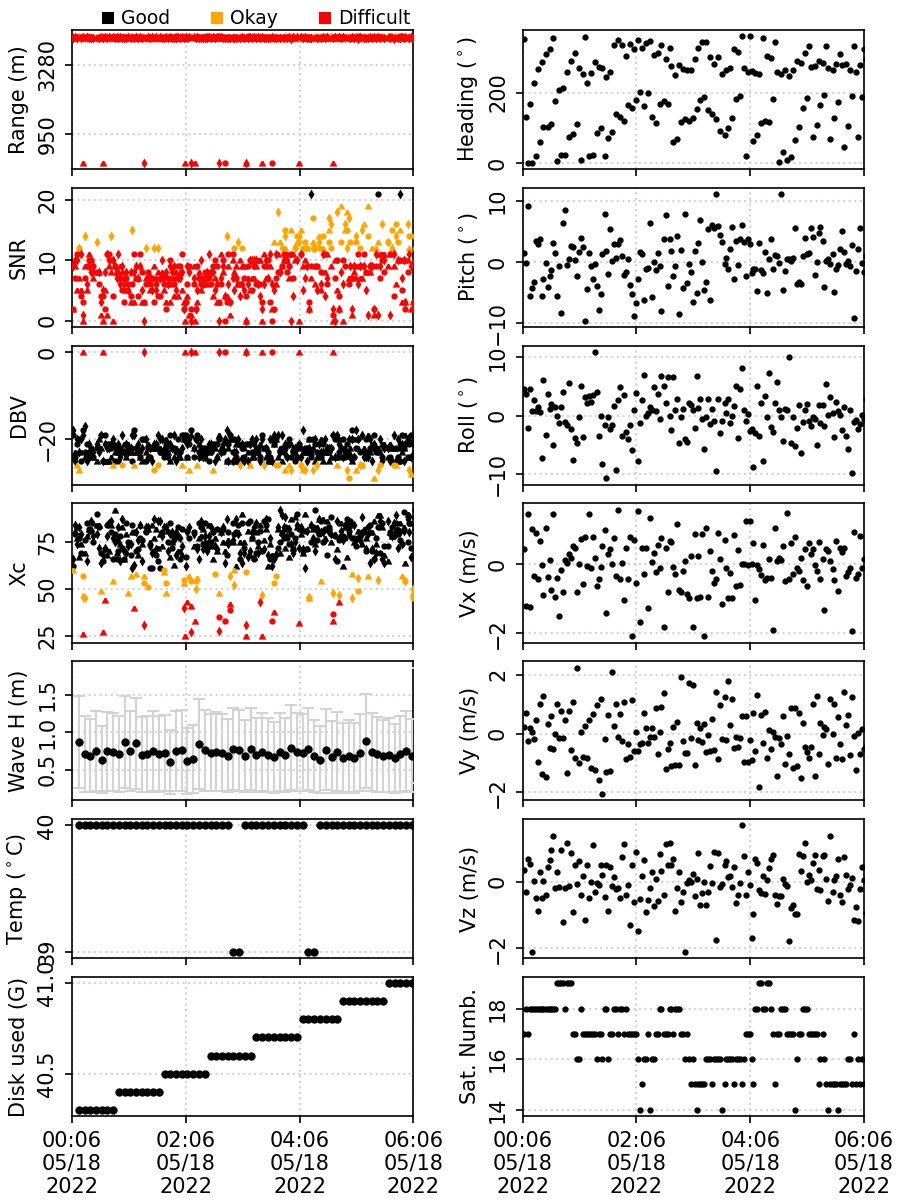 Good Okay Difficult
Range (m)
3280
950
Heading (°)
200
0
SNR
20
10
0
Pitch (°)
10
0
−10
DBV
0
−20
Roll (°)
10
0
−10
Xc
75
50
25
Vx (m/s)
0
−2
Wave H (m)
1.5
1.0
0.5
Vy (m/s)
2
0
−2
Temp (°C)
40
39
Vz (m/s)
0
−2
Disk used (G)
41.0
40.5
Sat. Numb.
18
16
14
00:06 02:06 04:06 06:06 00:06 02:06 04:06 06:06
05/18 05/18 05/18 05/18 05/18 05/18 05/18 05/18
2022 2022 2022 2022 2022 2022 2022 2022